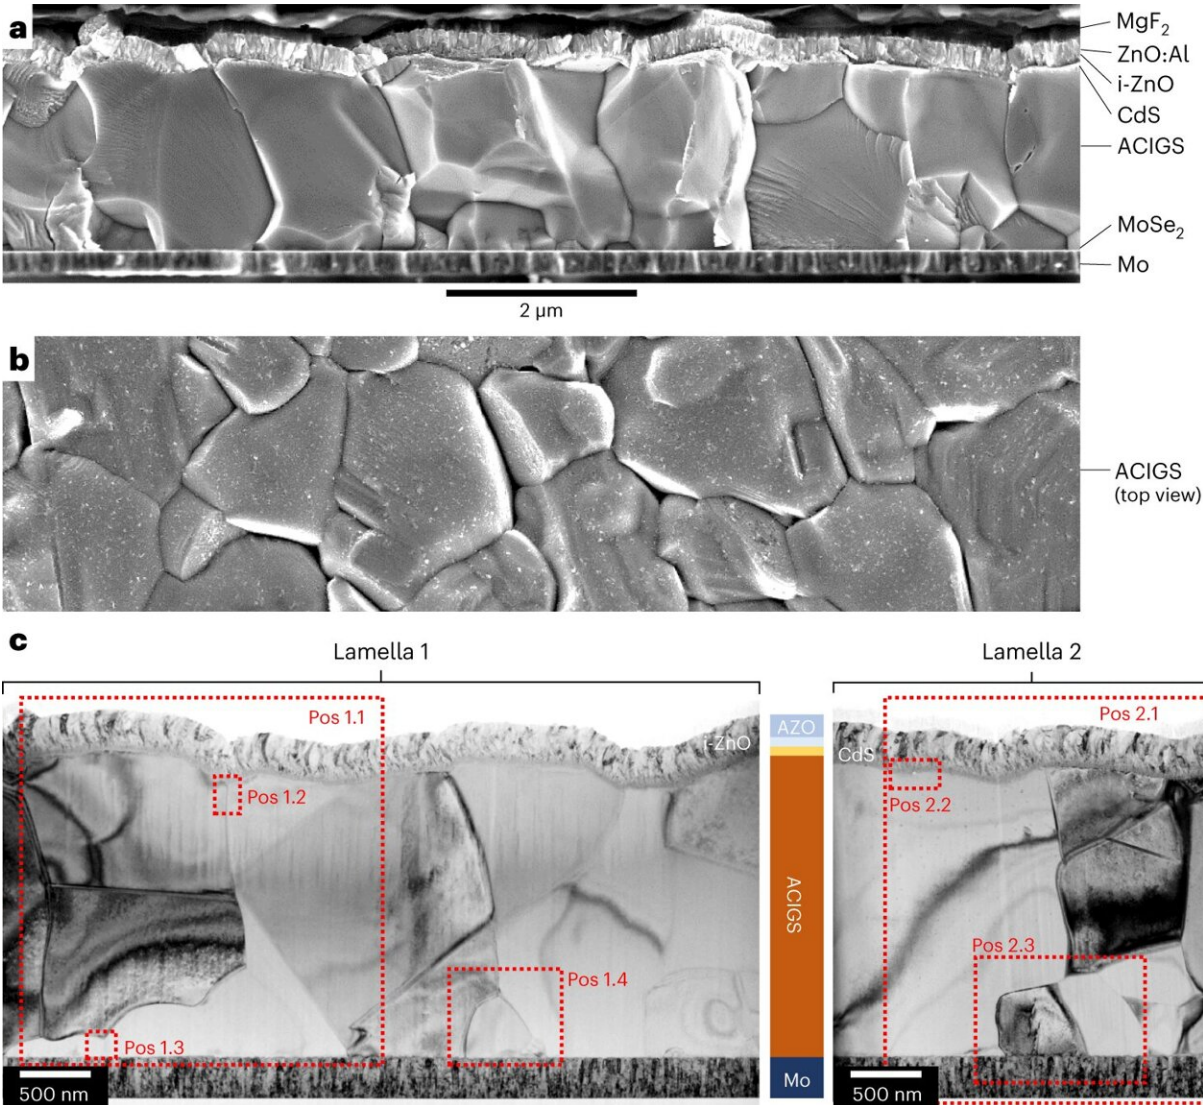 a
MgF2
ZnO:Al
i-ZnO
CdS
ACIGS
MoSe2
Mo
2 µm
b
ACIGS
(top view)
c
Lamella 1
Lamella 2
Pos 1.1
AZO
Pos 2.1
i-ZnO
CdS
Pos 1.2
Pos 2.2
ACIGS
Pos 2.3
Pos 1.4
Pos 1.3
500 nm
Mo
500 nm